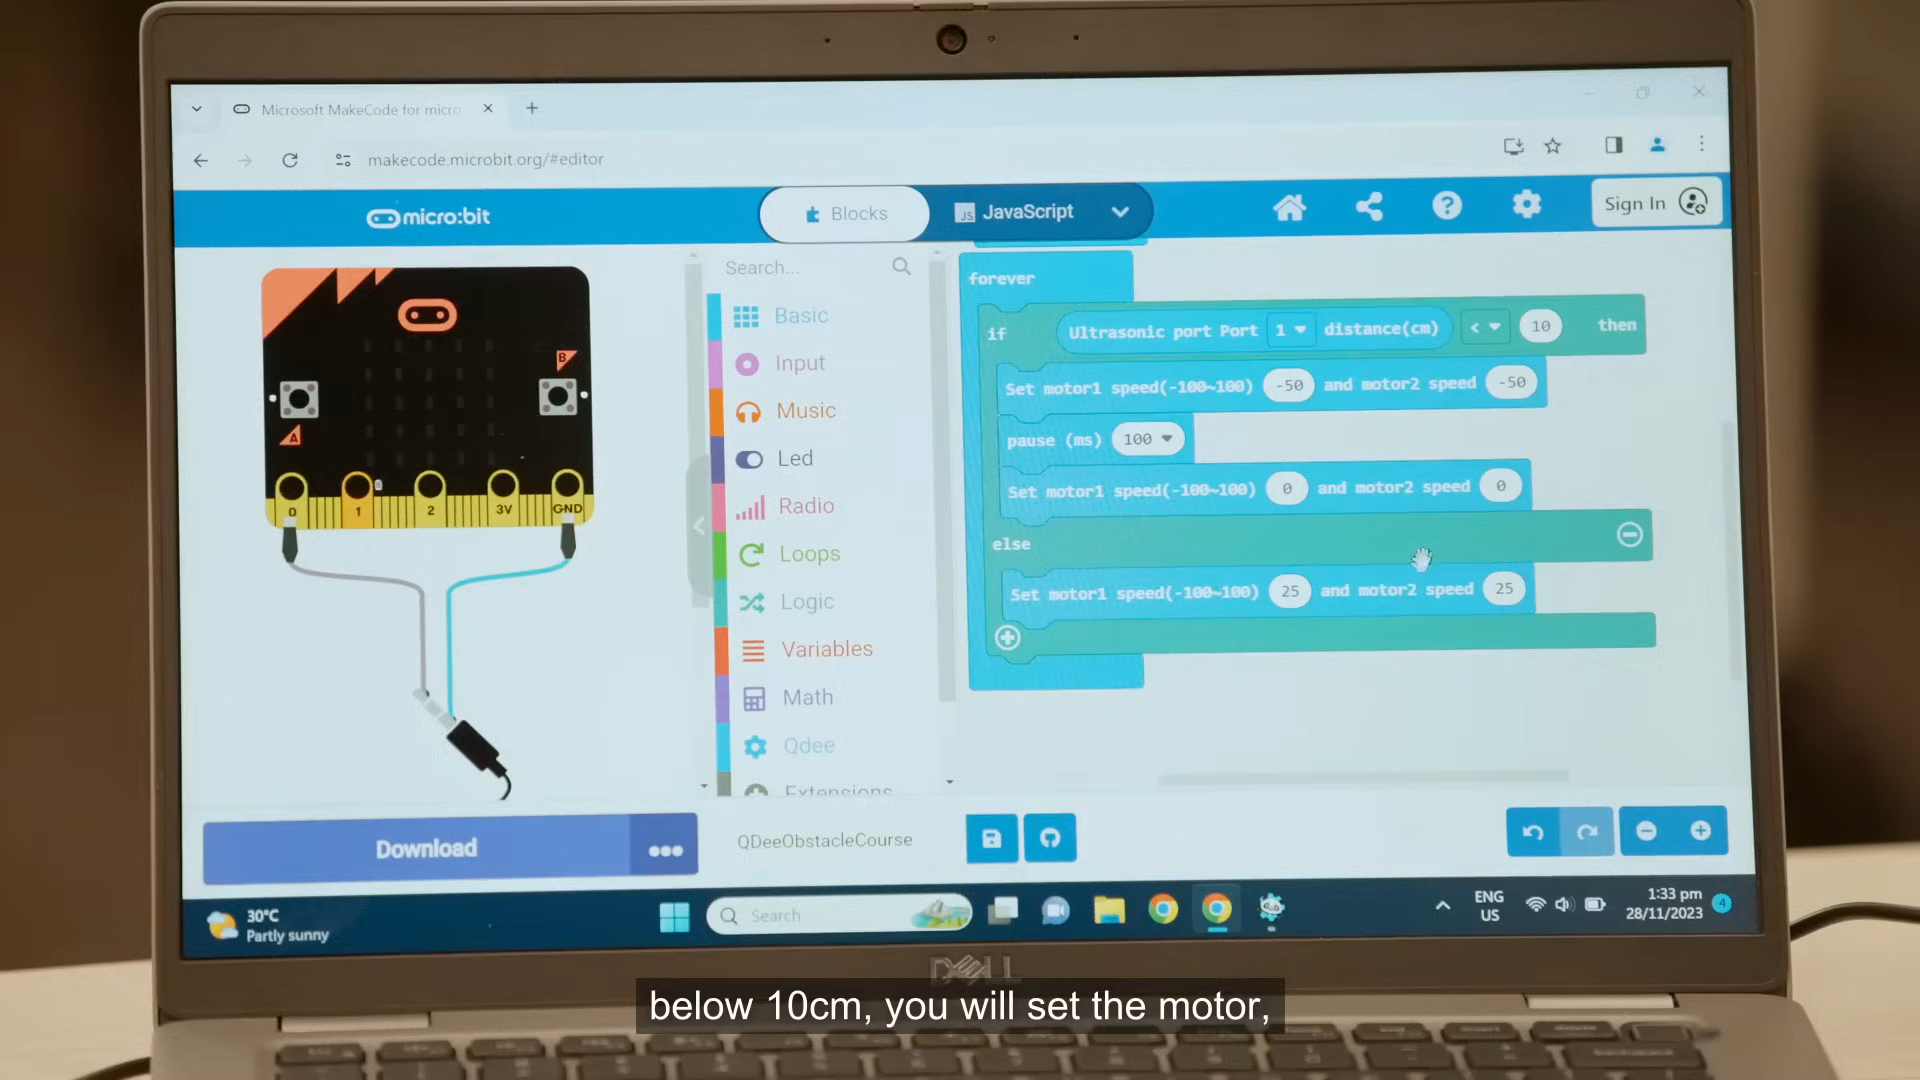 Microsoft MakeCode for micro
makecode.microbit.org/#editor
micro:bit
Blocks
JS JavaScript
Sign In
A
B
0 1 2 3V GND
Search...
Basic
Input
Music
Led
Radio
Loops
Logic
Variables
Math
Qdee
Extensions
forever
if Ultrasonic port Port 1 distance(cm) < 10 then
Set motor1 speed(-100~100) -50 and motor2 speed -50
pause (ms) 100
Set motor1 speed(-100~100) 0 and motor2 speed 0
else
Set motor1 speed(-100~100) 25 and motor2 speed 25
Download
QDeeObstacleCourse
30°C
Partly sunny
Search
ENG
US
1:33 pm
28/11/2023
4
DELL
below 10cm, you will set the motor,